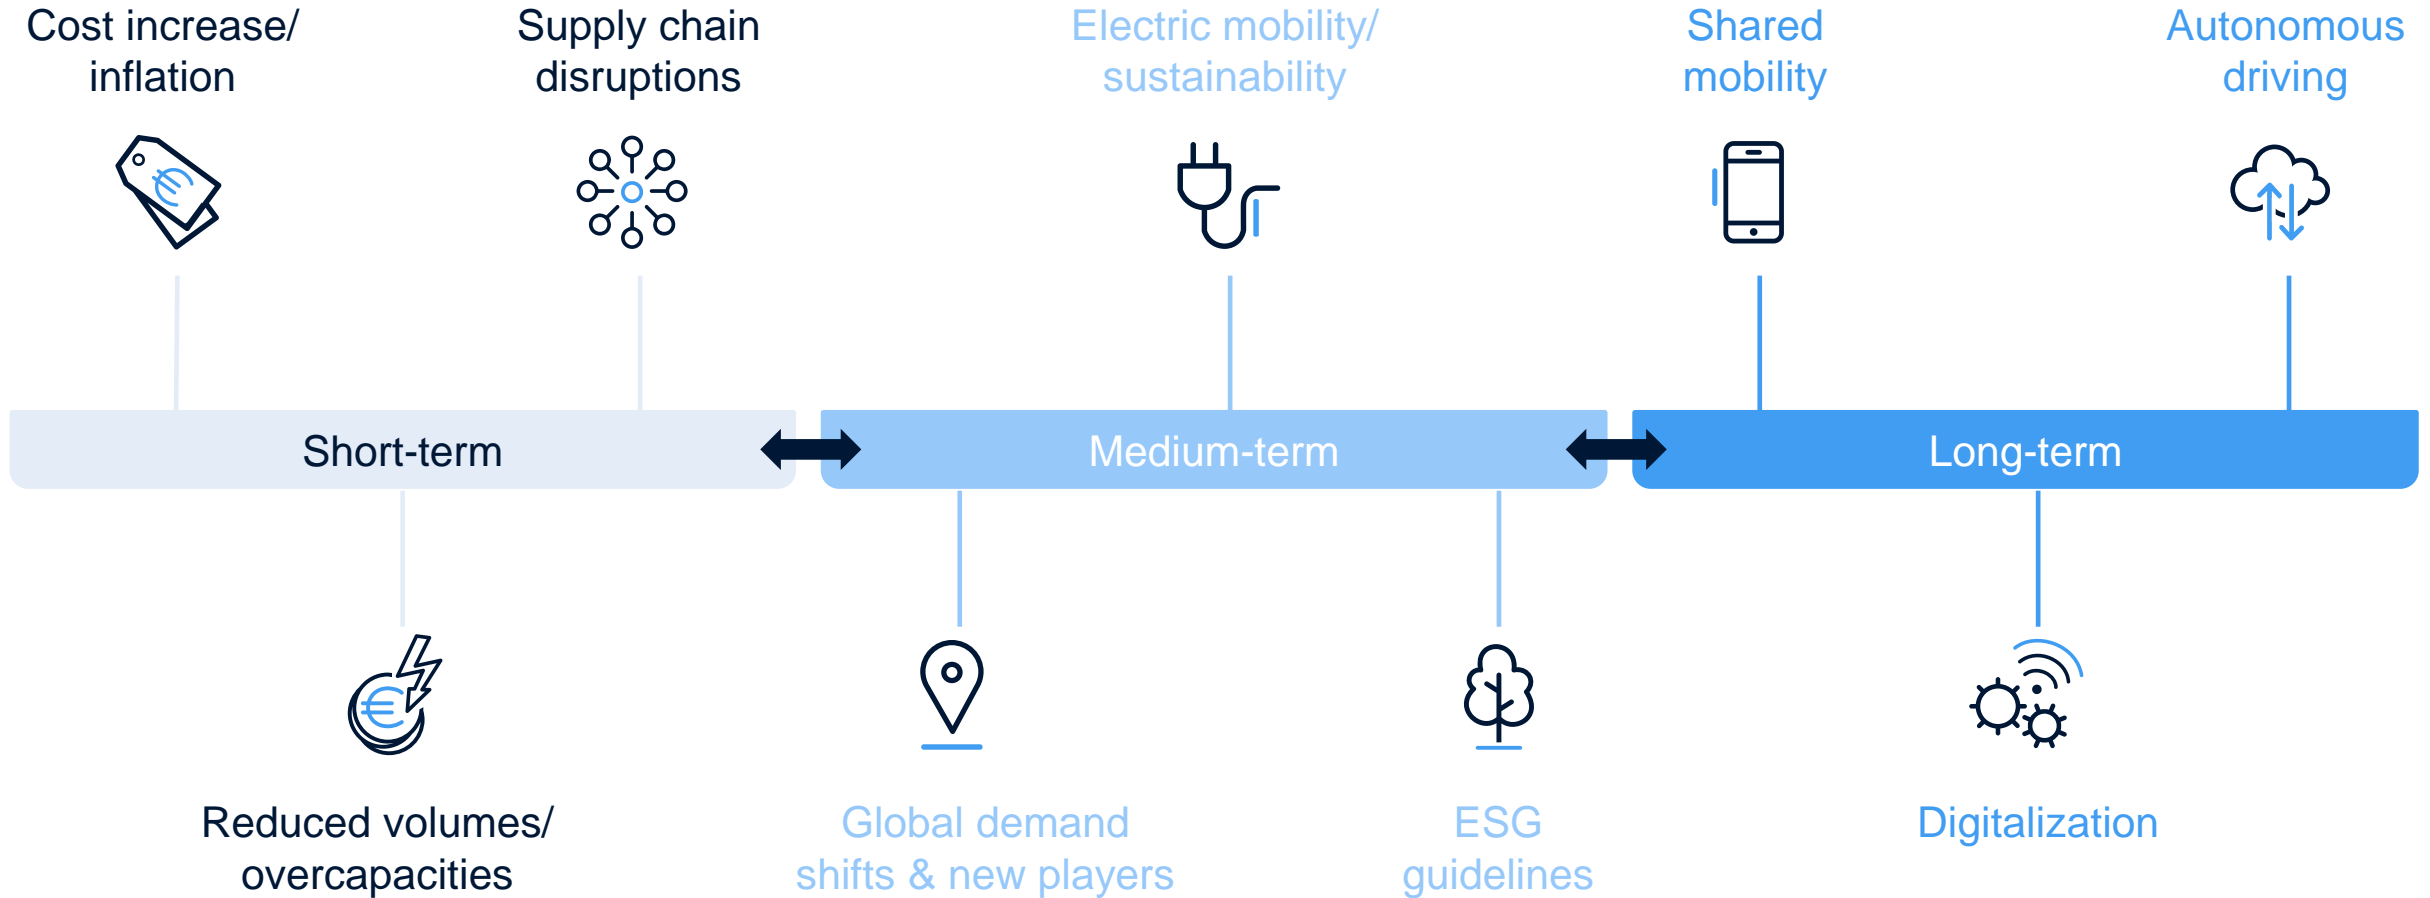 Cost increase/
inflation
Supply chain
disruptions
Electric mobility/
sustainability
Shared
mobility
Autonomous
driving
€
Short-term
Medium-term
Long-term
€
Reduced volumes/
overcapacities
Global demand
shifts & new players
ESG
guidelines
Digitalization